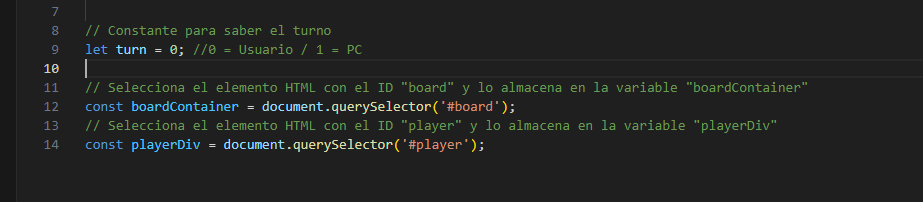 7
8 // Constante para saber el turno
9 let turn = 0; //0 = Usuario / 1 = PC
10
11 // Selecciona el elemento HTML con el ID "board" y lo almacena en la variable "boardContainer"
12 const boardContainer = document.querySelector('#board');
13 // Selecciona el elemento HTML con el ID "player" y lo almacena en la variable "playerDiv"
14 const playerDiv = document.querySelector('#player');